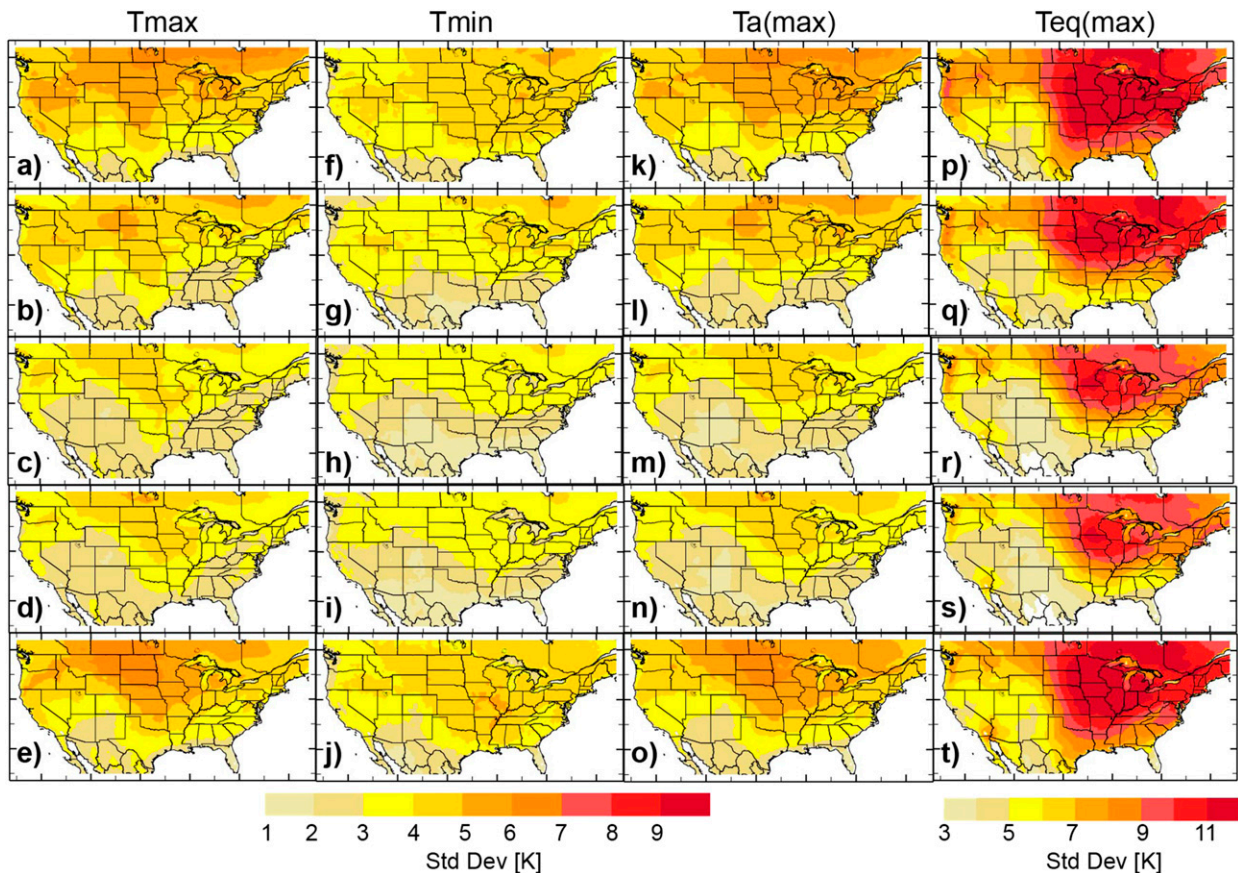 Tmax Tmin Ta(max) Teq(max)
a) f) k) p)
b) g) l) q)
c) h) m) r)
d) i) n) s)
e) j) o) t)
1 2 3 4 5 6 7 8 9 3 5 7 9 11
Std Dev [K] Std Dev [K]